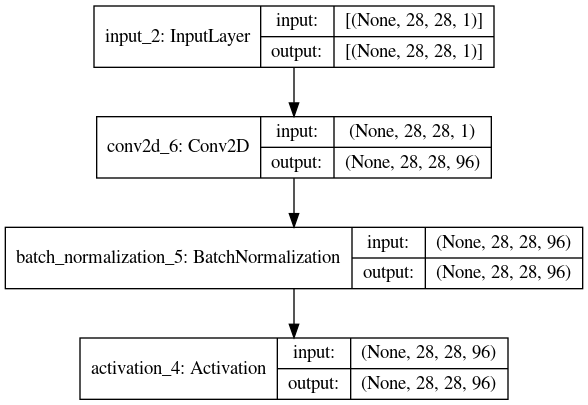 input_2: InputLayer
input:
[(None, 28, 28, 1)]
output:
[(None, 28, 28, 1)]
conv2d_6: Conv2D
input:
(None, 28, 28, 1)
output:
(None, 28, 28, 96)
batch_normalization_5: BatchNormalization
input:
(None, 28, 28, 96)
output:
(None, 28, 28, 96)
activation_4: Activation
input:
(None, 28, 28, 96)
output:
(None, 28, 28, 96)